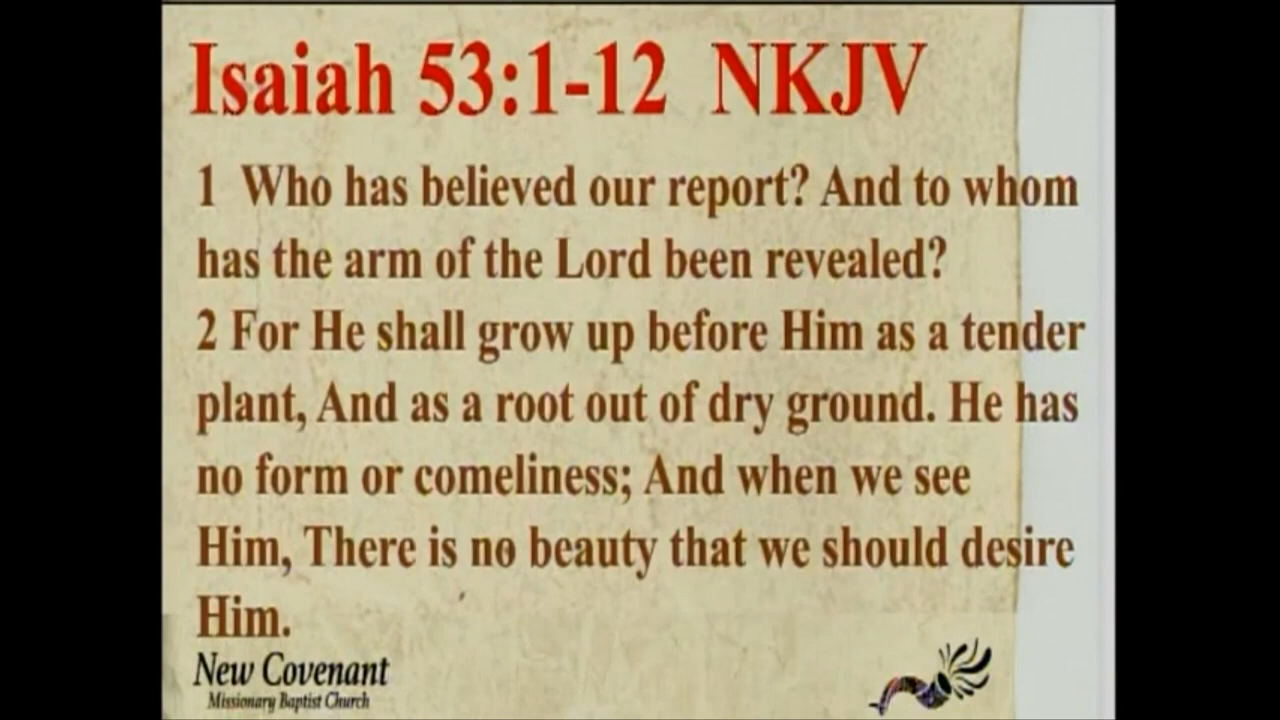 Isaiah 53:1-12 NKJV
1 Who has believed our report? And to whom
has the arm of the Lord been revealed?
2 For He shall grow up before Him as a tender
plant, And as a root out of dry ground. He has
no form or comeliness; And when we see
Him, There is no beauty that we should desire
Him.
New Covenant
Missionary Baptist Church